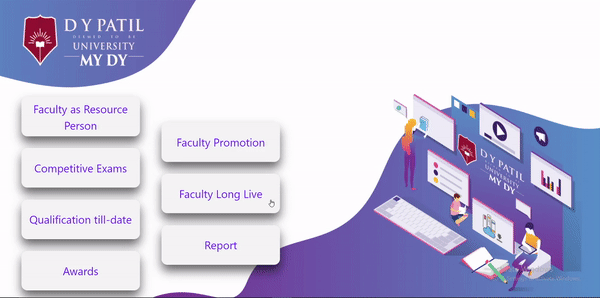 D Y PATIL
DEEMED TO BE
UNIVERSITY
MY DY
Faculty as Resource
Person
Competitive Exams
Qualification till-date
Awards
Faculty Promotion
Faculty Long Live
Report
D Y PATIL
UNIVERSITY
MY DY